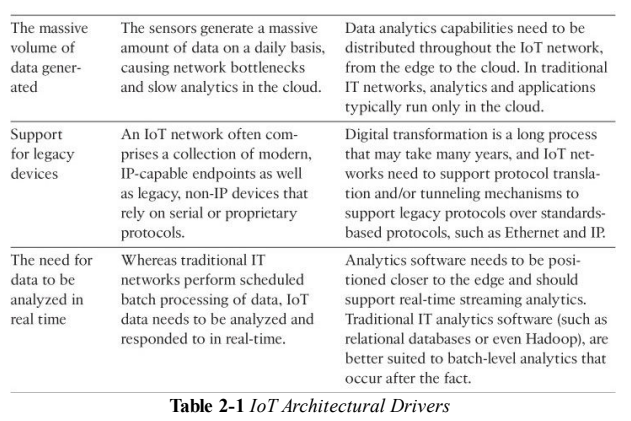 The massive
volume of
data gener-
ated
The sensors generate a massive
amount of data on a daily basis,
causing network bottlenecks
and slow analytics in the cloud.
Data analytics capabilities need to be
distributed throughout the IoT network,
from the edge to the cloud. In traditional
IT networks, analytics and applications
typically run only in the cloud.
Support
for legacy
devices
An IoT network often com-
prises a collection of modern,
IP-capable endpoints as well
as legacy, non-IP devices that
rely on serial or proprietary
protocols.
Digital transformation is a long process
that may take many years, and IoT net-
works need to support protocol transla-
tion and/or tunneling mechanisms to
support legacy protocols over standards-
based protocols, such as Ethernet and IP.
The need for
data to be
analyzed in
real time
Whereas traditional IT
networks perform scheduled
batch processing of data, IoT
data needs to be analyzed and
responded to in real-time.
Analytics software needs to be posi-
tioned closer to the edge and should
support real-time streaming analytics.
Traditional IT analytics software (such as
relational databases or even Hadoop), are
better suited to batch-level analytics that
occur after the fact.
Table 2-1 IoT Architectural Drivers